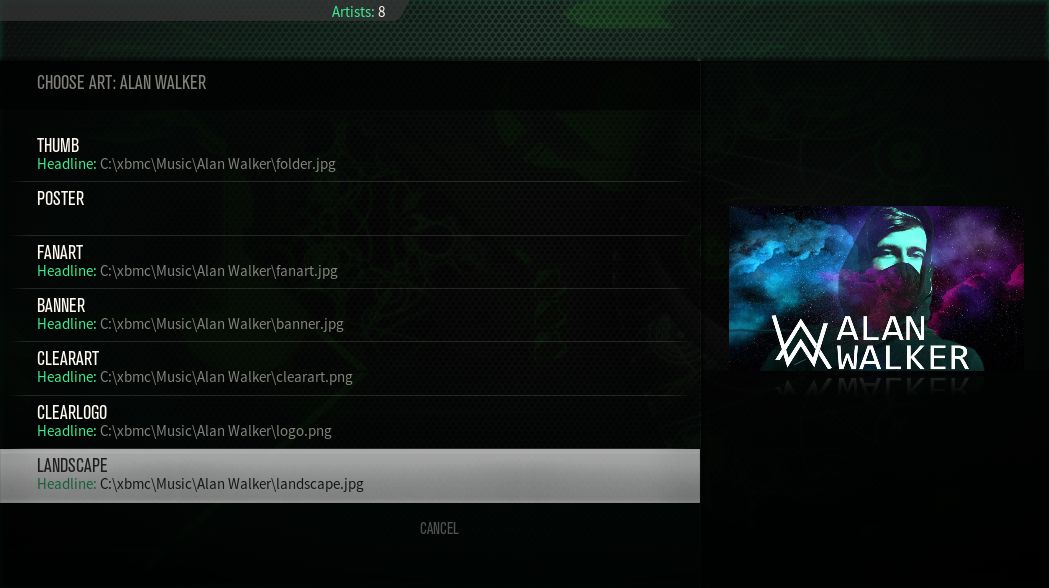 Artists: 8
CHOOSE ART: ALAN WALKER
THUMB
Headline: C:\xbmc\Music\Alan Walker\folder.jpg
POSTER
FANART
Headline: C:\xbmc\Music\Alan Walker\fanart.jpg
BANNER
Headline: C:\xbmc\Music\Alan Walker\banner.jpg
CLEARART
Headline: C:\xbmc\Music\Alan Walker\clearart.png
CLEARLOGO
Headline: C:\xbmc\Music\Alan Walker\logo.png
LANDSCAPE
Headline: C:\xbmc\Music\Alan Walker\landscape.jpg
CANCEL
ALAN
WALKER